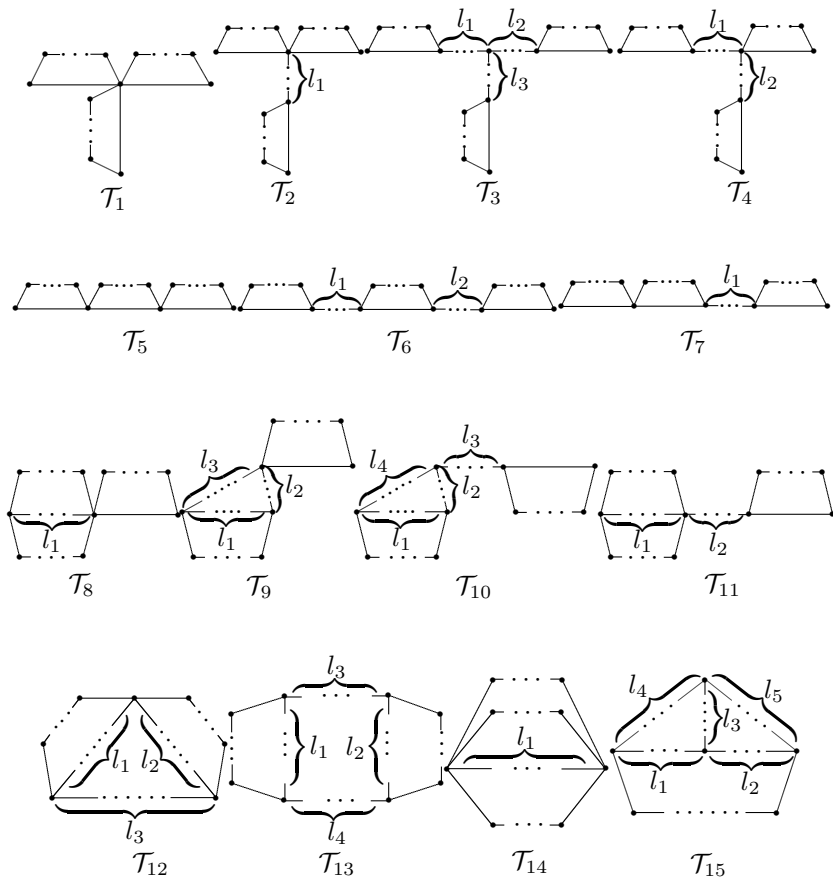 l₁ l₂ l₁
l₁ l₃ l₂
𝒯₁ 𝒯₂ 𝒯₃ 𝒯₄
l₁ l₂ l₁
𝒯₅ 𝒯₆ 𝒯₇
l₃ l₂ l₄ l₃ l₂
l₁ l₁ l₁ l₁ l₂
𝒯₈ 𝒯₉ 𝒯₁₀ 𝒯₁₁
l₃ l₄ l₅
l₁ l₂ l₁ l₂ l₁ l₃
l₃ l₄ l₁ l₂
𝒯₁₂ 𝒯₁₃ 𝒯₁₄ 𝒯₁₅